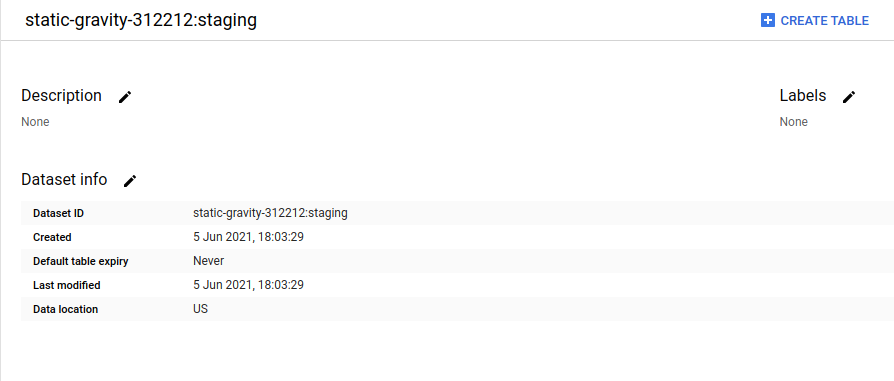 static-gravity-312212:staging
CREATE TABLE
Description
Labels
None
None
Dataset info
Dataset ID static-gravity-312212:staging
Created 5 Jun 2021, 18:03:29
Default table expiry Never
Last modified 5 Jun 2021, 18:03:29
Data location US